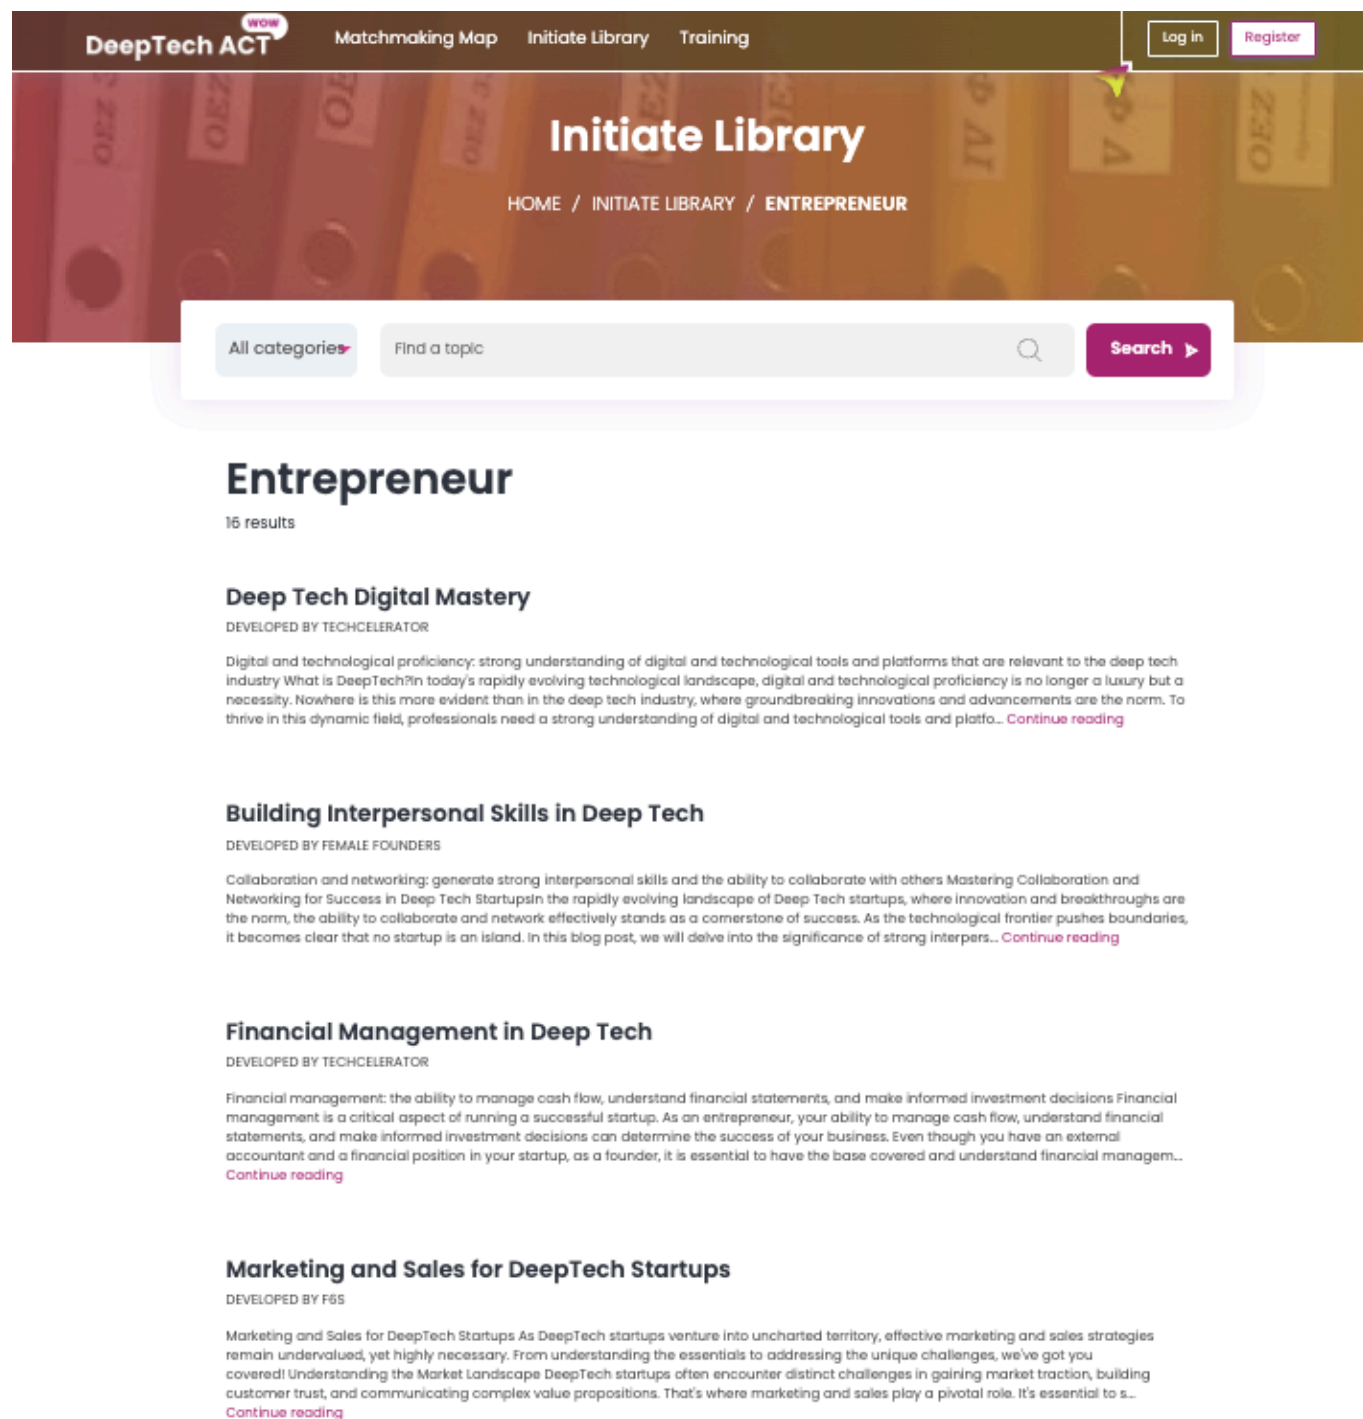 WOW
DeepTech ACT
Matchmaking Map
Initiate Library
Training
Log in
Register
OEZ 3
OEZ
OEZ
OEZ 3
OEZ
OE
IV Ф
V Ф
OEZ
Initiate Library
HOME / INITIATE LIBRARY / ENTREPRENEUR
All categories
Find a topic
Search
Entrepreneur
16 results
Deep Tech Digital Mastery
DEVELOPED BY TECHCELERATOR
Digital and technological proficiency: strong understanding of digital and technological tools and platforms that are relevant to the deep tech
industry What is DeepTech?In today's rapidly evolving technological landscape, digital and technological proficiency is no longer a luxury but a
necessity. Nowhere is this more evident than in the deep tech industry, where groundbreaking innovations and advancements are the norm. To
thrive in this dynamic field, professionals need a strong understanding of digital and technological tools and platfo... Continue reading
Building Interpersonal Skills in Deep Tech
DEVELOPED BY FEMALE FOUNDERS
Collaboration and networking: generate strong interpersonal skills and the ability to collaborate with others Mastering Collaboration and
Networking for Success in Deep Tech StartupsIn the rapidly evolving landscape of Deep Tech startups, where innovation and breakthroughs are
the norm, the ability to collaborate and network effectively stands as a cornerstone of success. As the technological frontier pushes boundaries,
it becomes clear that no startup is an island. In this blog post, we will delve into the significance of strong interpers... Continue reading
Financial Management in Deep Tech
DEVELOPED BY TECHCELERATOR
Financial management: the ability to manage cash flow, understand financial statements, and make informed investment decisions Financial
management is a critical aspect of running a successful startup. As an entrepreneur, your ability to manage cash flow, understand financial
statements, and make informed investment decisions can determine the success of your business. Even though you have an external
accountant and a financial position in your startup, as a founder, it is essential to have the base covered and understand financial managem...
Continue reading
Marketing and Sales for DeepTech Startups
DEVELOPED BY F6S
Marketing and Sales for DeepTech Startups As DeepTech startups venture into uncharted territory, effective marketing and sales strategies
remain undervalued, yet highly necessary. From understanding the essentials to addressing the unique challenges, we've got you
covered! Understanding the Market Landscape DeepTech startups often encounter distinct challenges in gaining market traction, building
customer trust, and communicating complex value propositions. That's where marketing and sales play a pivotal role. It's essential to s...
Continue reading